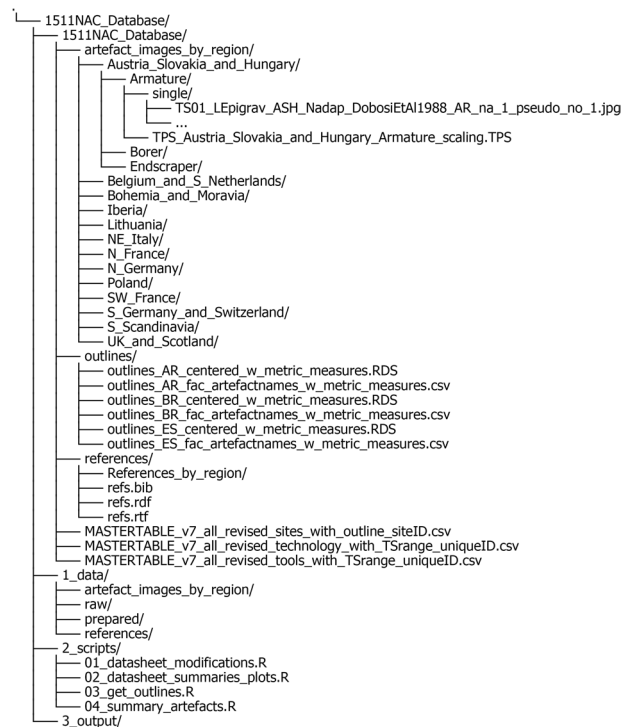 .
1511NAC_Database/
1511NAC_Database/
artefact_images_by_region/
Austria_Slovakia_and_Hungary/
Armature/
single/
TS01_LEpigrav_ASH_Nadap_DobosiEtAl1988_AR_na_1_pseudo_no_1.jpg
...
TPS_Austria_Slovakia and Hungary_Armature_scaling.TPS
Borer/
Endscraper/
Belgium_and_S_Netherlands/
Bohemia_and_Moravia/
Iberia/
Lithuania/
NE_Italy/
N_France/
N_Germany/
Poland/
SW_France/
S_Germany_and_Switzerland/
S_Scandinavia/
UK_and_Scotland/
outlines/
outlines_AR_centered_w_metric_measures.RDS
outlines_AR_fac_artefactnames_w_metric_measures.csv
outlines_BR_centered_w_metric_measures.RDS
outlines_BR_fac_artefactnames_w_metric_measures.csv
outlines_ES_centered_w_metric_measures.RDS
outlines_ES_fac_artefactnames_w_metric_measures.csv
references/
References_by_region/
refs.bib
refs.rdf
refs.rtf
MASTERTABLE_v7_all_revised_sites_with_outline_siteID.csv
MASTERTABLE_v7_all_revised_technology_with_TSrange_uniqueID.csv
MASTERTABLE_v7_all_revised_tools_with_TSrange_uniqueID.csv
1_data/
artefact_images_by_region/
raw/
prepared/
references/
2_scripts/
01_datasheet_modifications.R
02_datasheet_summaries_plots.R
03_get_outlines.R
04_summary_artefacts.R
3_output/